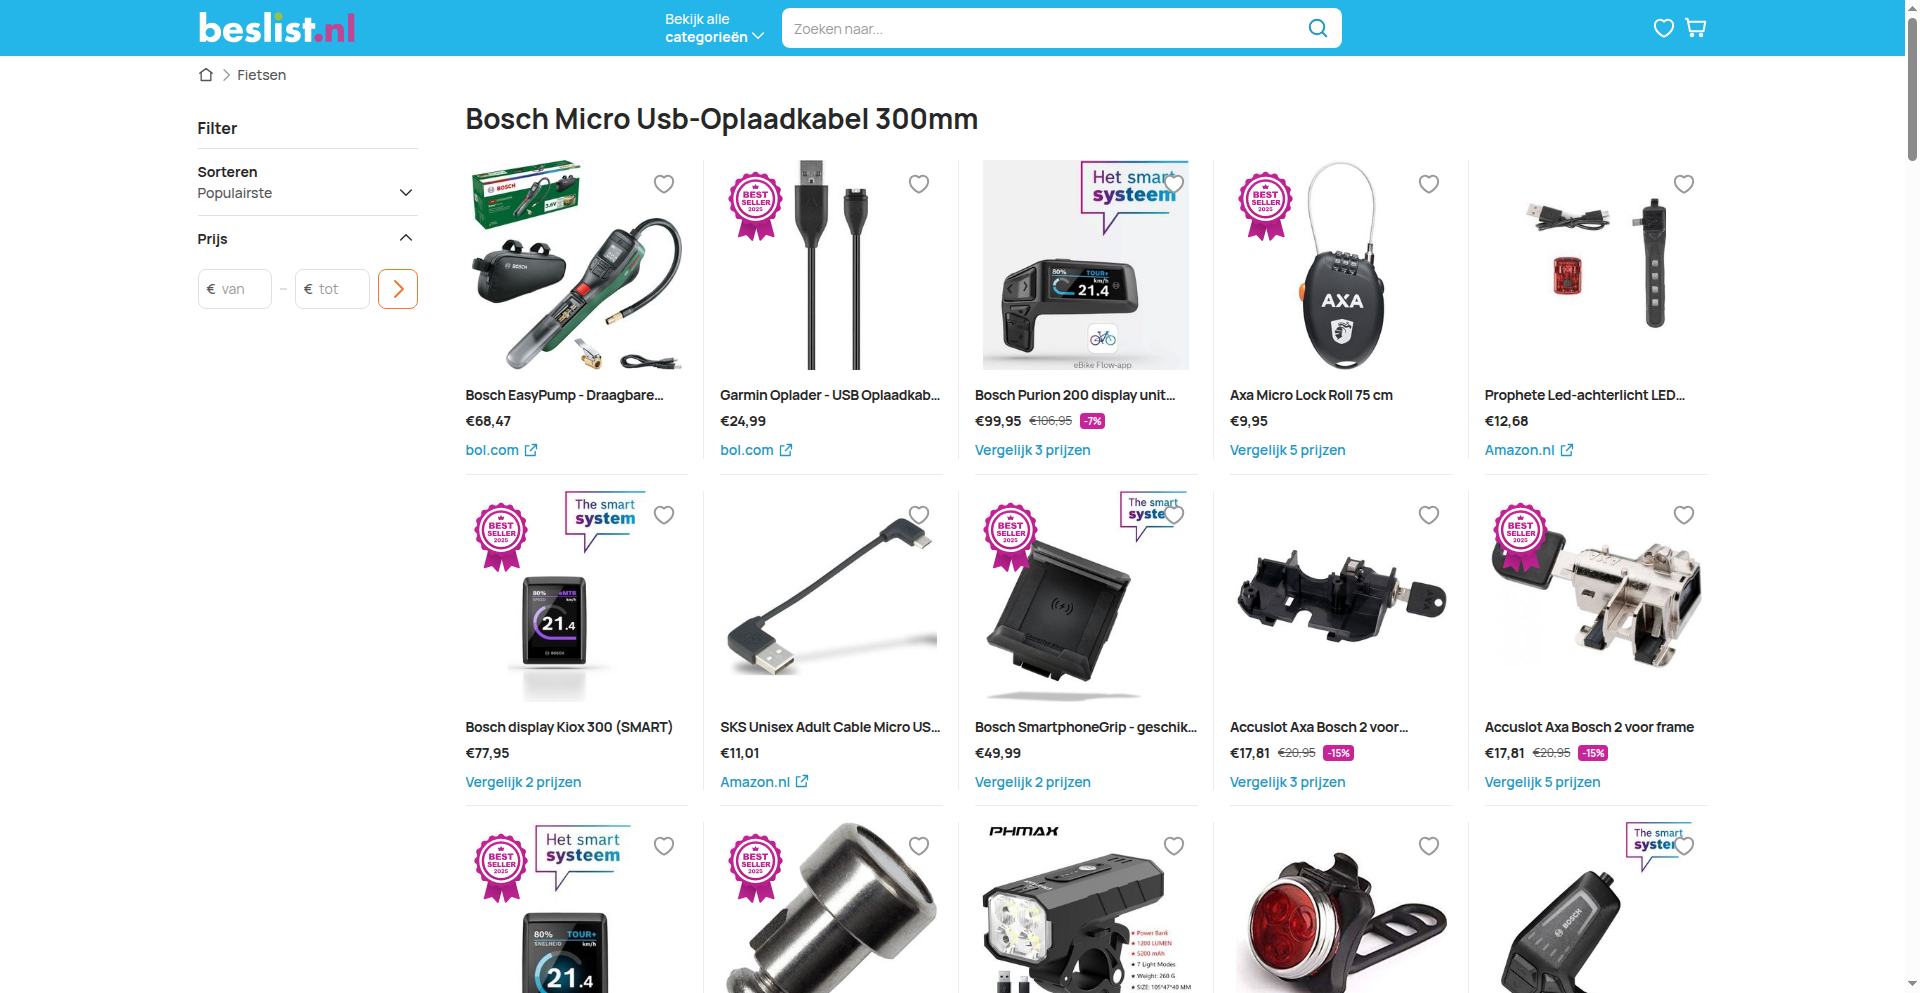 beslist.nl
Bekijk alle
categorieën
Zoeken naar...
Fietsen
Filter
Sorteren
Populairste
Prijs
€ van
–
€ tot
Bosch Micro Usb-Oplaadkabel 300mm
Bosch EasyPump - Draagbare...
€68,47
bol.com
BEST
SELLER
2025
Garmin Oplader - USB Oplaadkab...
€24,99
bol.com
Het smart
systeem
80% TOUR+
km/h
21.4
eBike Flow-app
Bosch Purion 200 display unit...
€99,95 €106,95 -7%
Vergelijk 3 prijzen
BEST
SELLER
2025
AXA
Axa Micro Lock Roll 75 cm
€9,95
Vergelijk 5 prijzen
Prophete Led-achterlicht LED...
€12,68
Amazon.nl
BEST
SELLER
2025
The smart
system
80% eMTB
km/h
21.4
BOSCH
Bosch display Kiox 300 (SMART)
€77,95
Vergelijk 2 prijzen
SKS Unisex Adult Cable Micro US...
€11,01
Amazon.nl
BEST
SELLER
2025
The smart
syste
Bosch SmartphoneGrip - geschik...
€49,99
Vergelijk 2 prijzen
Accuslot Axa Bosch 2 voor...
€17,81 €20,95 -15%
Vergelijk 3 prijzen
BEST
SELLER
2025
Accuslot Axa Bosch 2 voor frame
€17,81 €20,95 -15%
Vergelijk 5 prijzen
BEST
SELLER
2025
Het smart
systeem
80% TOUR+
SNELHEID km/h
21.4
BEST
SELLER
2025
PHMAX
Power Bank
1200 LUMEN
5200 mAh
7 Light Modes
Weight: 260 G
SIZE: 105*47*40 MM
The smart
syster
BOSCH